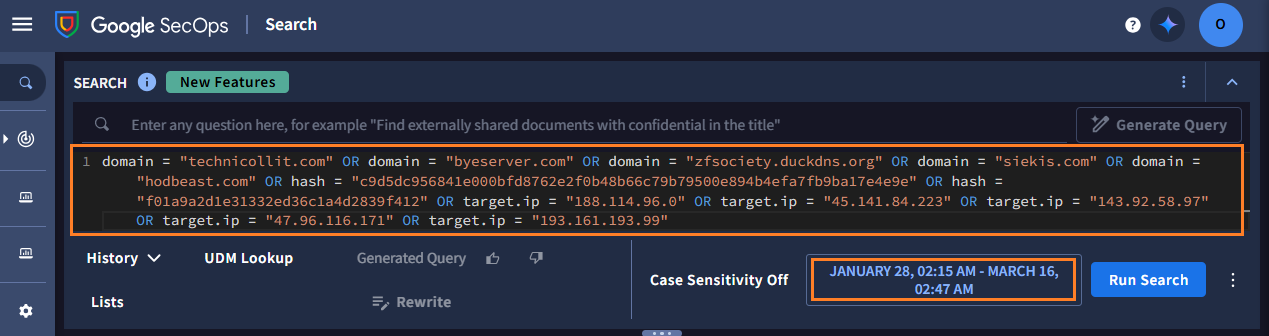 Google SecOps
Search
?
O
SEARCH
i
New Features
Enter any question here, for example "Find externally shared documents with confidential in the title"
Generate Query
1
domain = "technicollit.com" OR domain = "byeserver.com" OR domain = "zfsociety.duckdns.org" OR domain = "siekis.com" OR domain =
"hodbeast.com" OR hash = "c9d5dc956841e000bfd8762e2f0b48b66c79b79500e894b4efa7fb9ba17e4e9e" OR hash =
"f01a9a2d1e31332ed36c1a4d2839f412" OR target.ip = "188.114.96.0" OR target.ip = "45.141.84.223" OR target.ip = "143.92.58.97"
OR target.ip = "47.96.116.171" OR target.ip = "193.161.193.99"
History
UDM Lookup
Generated Query
Lists
Rewrite
Case Sensitivity Off
JANUARY 28, 02:15 AM - MARCH 16,
02:47 AM
Run Search